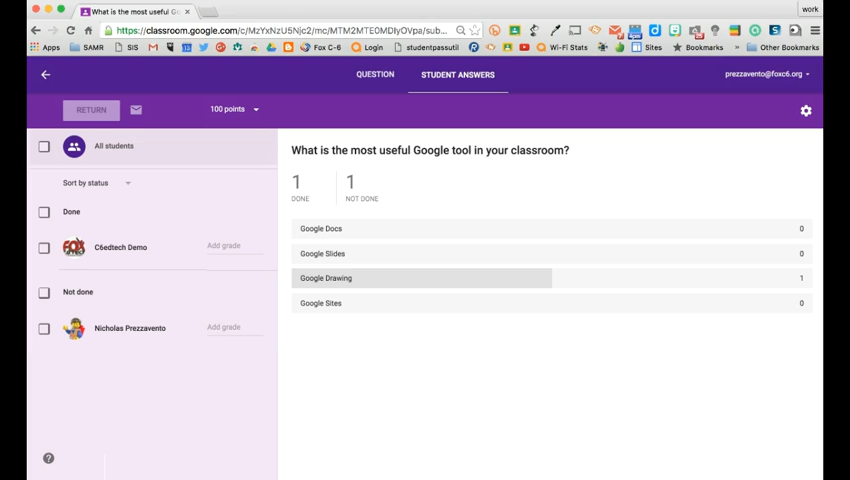 What is the most useful G
work
https://classroom.google.com/c/MzYxNzU5Njc2/mc/MTM2MTE0MDIyOVpa/sub...
Apps SAMR SIS Fox C-6 Login studentpassutil Wi-Fi Stats Sites Bookmarks » Other Bookmarks
QUESTION STUDENT ANSWERS prezzavento@foxc6.org
RETURN 100 points
All students
Sort by status
Done
C6edtech Demo Add grade
Not done
Nicholas Prezzavento Add grade
What is the most useful Google tool in your classroom?
1 1
DONE NOT DONE
Google Docs 0
Google Slides 0
Google Drawing 1
Google Sites 0